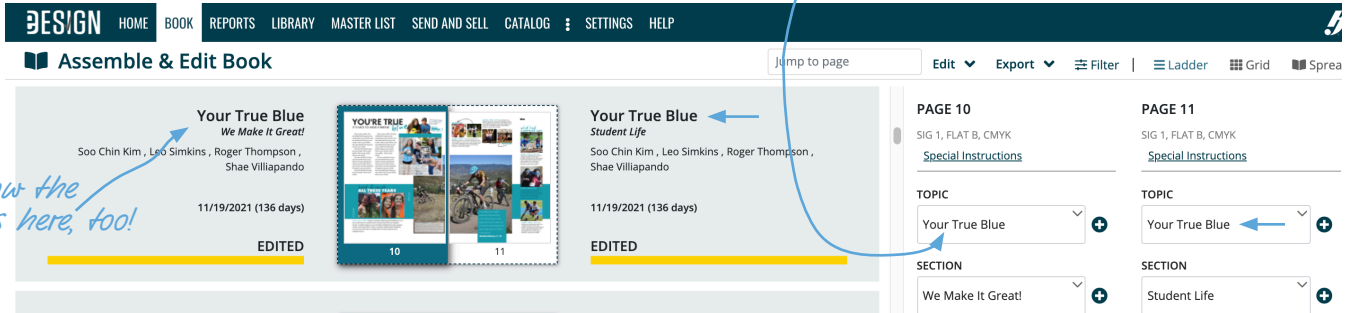 DESIGN HOME BOOK REPORTS LIBRARY MASTER LIST SEND AND SELL CATALOG SETTINGS HELP
Assemble & Edit Book
Jump to page
Edit Export Filter | Ladder Grid Sprea
Your True Blue
We Make It Great!
Soo Chin Kim , Leo Simkins , Roger Thompson ,
Shae Villiapando
11/19/2021 (136 days)
EDITED
YOU'RE TRUE
ALL THESE YEARS
10
11
Your True Blue
Student Life
Soo Chin Kim , Leo Simkins , Roger Thompson ,
Shae Villiapando
11/19/2021 (136 days)
EDITED
the
here, too!
PAGE 10
SIG 1, FLAT B, CMYK
Special Instructions
TOPIC
Your True Blue
SECTION
We Make It Great!
PAGE 11
SIG 1, FLAT B, CMYK
Special Instructions
TOPIC
Your True Blue
SECTION
Student Life